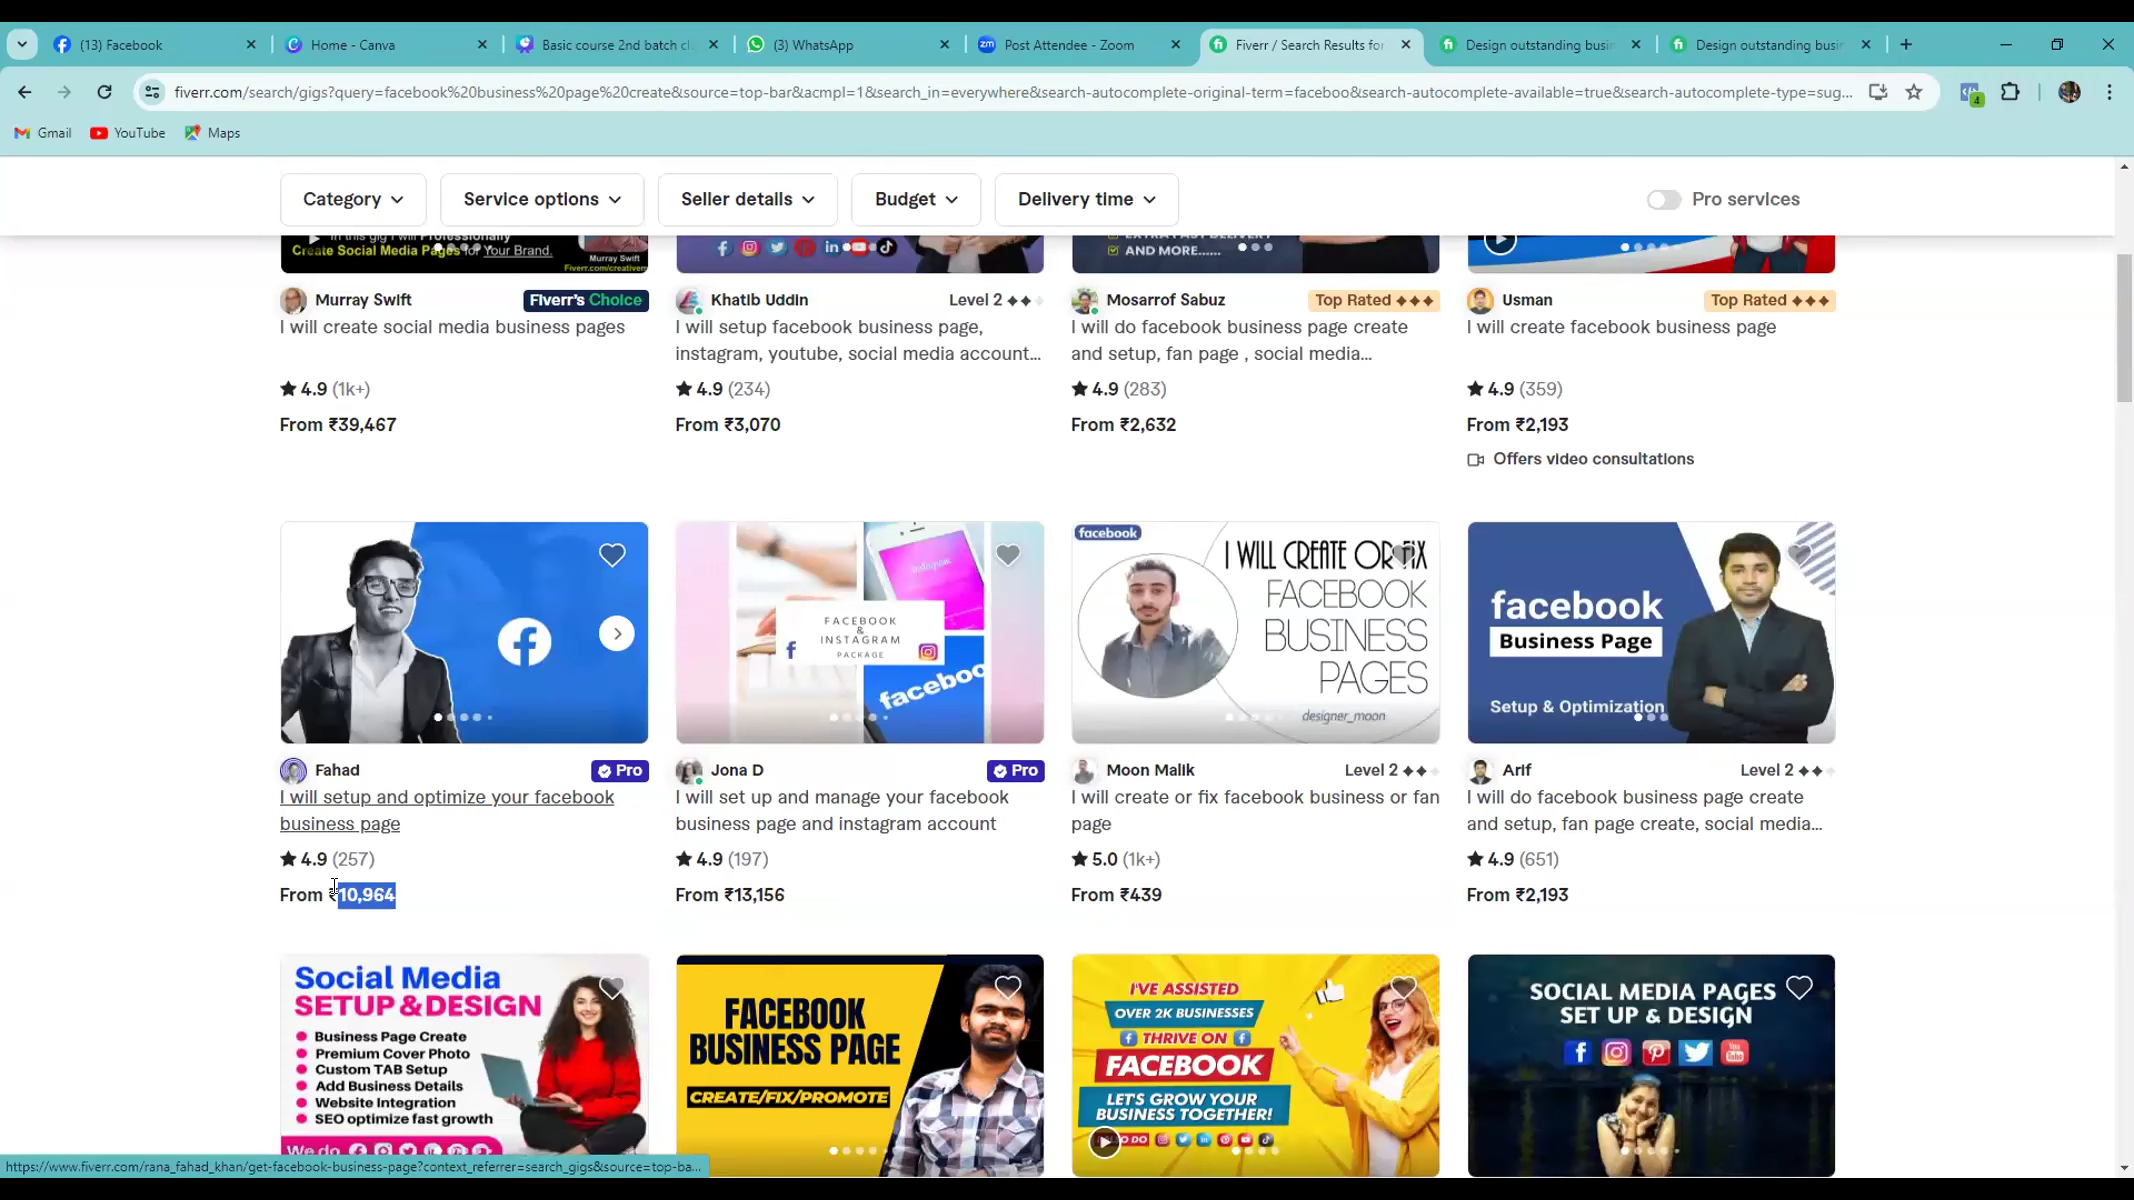 (13) Facebook
Home - Canva
Basic course 2nd batch cl
(3) WhatsApp
Post Attendee - Zoom
Fiverr / Search Results for
Design outstanding busin
Design outstanding busin
fiverr.com/search/gigs?query=facebook%20business%20page%20create&source=top-bar&acmpl=1&search_in=everywhere&search-autocomplete-original-term=faceboo&search-autocomplete-available=true&search-autocomplete-type=sug...
4
Gmail
YouTube
Maps
Category
Service options
Seller details
Budget
Delivery time
Pro services
In this gig I will Professionally
Create Social Media Pages for Your Brand.
Murray Swift
AND MORE......
Murray Swift
Fiverr's Choice
I will create social media business pages
4.9 (1k+)
From ₹39,467
Khatib Uddin
Level 2
I will setup facebook business page,
instagram, youtube, social media account...
4.9 (234)
From ₹3,070
Mosarrof Sabuz
Top Rated
I will do facebook business page create
and setup, fan page , social media...
4.9 (283)
From ₹2,632
Usman
Top Rated
I will create facebook business page
4.9 (359)
From ₹2,193
Offers video consultations
FACEBOOK
&
INSTAGRAM
PACKAGE
instagram
faceboo
facebook
I WILL CREATE OR FIX
FACEBOOK
BUSINESS
PAGES
designer_moon
facebook
Business Page
Setup & Optimization
Fahad
Pro
I will setup and optimize your facebook
business page
4.9 (257)
From ₹10,964
Jona D
Pro
I will set up and manage your facebook
business page and instagram account
4.9 (197)
From ₹13,156
Moon Malik
Level 2
I will create or fix facebook business or fan
page
5.0 (1k+)
From ₹439
Arif
Level 2
I will do facebook business page create
and setup, fan page create, social media...
4.9 (651)
From ₹2,193
Social Media
SETUP & DESIGN
Business Page Create
Premium Cover Photo
Custom TAB Setup
Add Business Details
Website Integration
SEO optimize fast growth
We do
FACEBOOK
BUSINESS PAGE
CREATE/FIX/PROMOTE
I'VE ASSISTED
OVER 2K BUSINESSES
THRIVE ON
FACEBOOK
LET'S GROW YOUR
BUSINESS TOGETHER!
DO
SOCIAL MEDIA PAGES
SET UP & DESIGN
https://www.fiverr.com/rana_fahad_khan/get-facebook-business-page?context_referrer=search_gigs&source=top-ba...